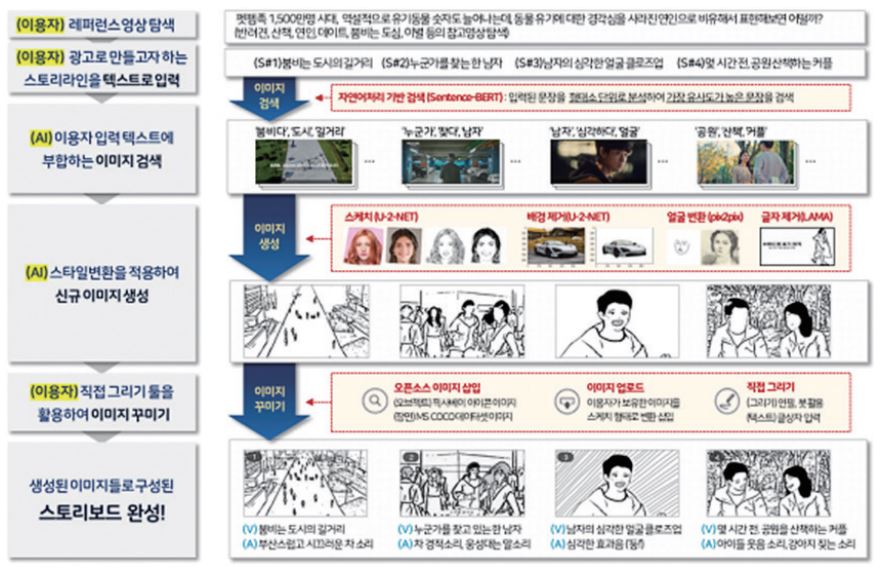 (이용자) 레퍼런스 영상 탐색
펫팸족 1,500만명 시대, 역설적으로 유기동물 숫자도 늘어나는데, 동물 유기에 대한 경각심을 사라진 연인으로 비유해서 표현해보면 어떨까?
(반려견, 산책, 연인, 데이트, 붐비는 도심, 이별 등의 참고영상 탐색)
(이용자) 광고로 만들고자 하는
스토리라인을 텍스트로 입력
(S#1) 붐비는 도시의 길거리 (S#2) 누군가를 찾는 한 남자 (S#3) 남자의 심각한 얼굴 클로즈업 (S#4) 몇 시간 전, 공원 산책하는 커플
이미지
검색
자연어처리 기반 검색 (Sentence-BERT) : 입력된 문장을 형태소 단위로 분석하여 가장 유사도가 높은 문장을 검색
(AI) 이용자 입력 텍스트에
부합하는 이미지 검색
'붐비다', '도시', '길거리'
'누군가', '찾다', '남자'
'남자', '심각하다', '얼굴'
'공원', '산책', '커플'
... ... ... ...
이미지
생성
스케치 (U-2-NET)
배경 제거(U-2-NET)
얼굴 변환 (pix2pix)
글자 제거(LAMA)
(AI) 스타일변환을 적용하여
신규 이미지 생성
(이용자) 직접 그리기 툴을
활용하여 이미지 꾸미기
이미지
꾸미기
오픈소스 이미지 삽입
(오브젝트) 픽사베이 아이콘 이미지
(장면) MS COCO 데이터셋 이미지
이미지 업로드
이용자가 보유한 이미지를
스케치 형태로 변환 삽입
직접 그리기
(그리기) 연필, 붓 활용
(텍스트) 글상자 입력
생성된 이미지들로 구성된
스토리보드 완성!
1
2
3
4
(V) 붐비는 도시의 길거리
(A) 부산스럽고 시끄러운 차 소리
(V) 누군가를 찾고 있는 한 남자
(A) 차 경적소리, 웅성대는 말소리
(V) 남자의 심각한 얼굴 클로즈업
(A) 심각한 효과음 ('둥!')
(V) 몇 시간 전, 공원을 산책하는 커플
(A) 아이들 웃음 소리, 강아지 짖는 소리